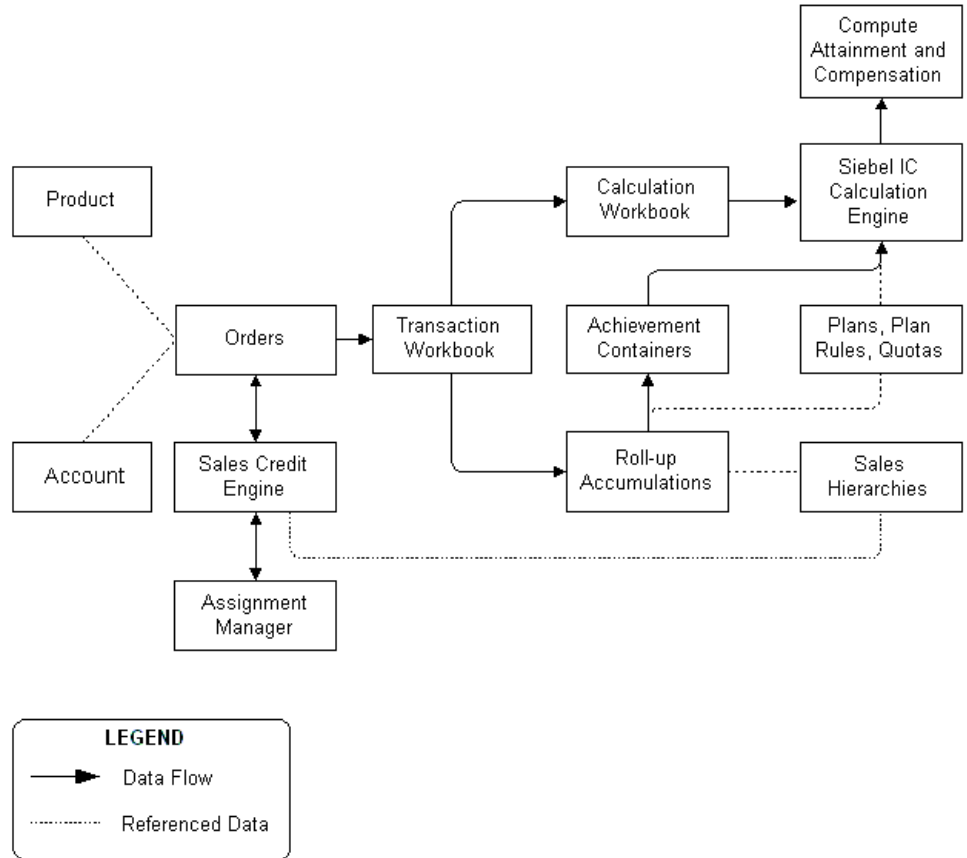 Compute
Attainment and
Compensation
Product
Calculation
Workbook
Siebel IC
Calculation
Engine
Orders
Transaction
Workbook
Achievement
Containers
Plans, Plan
Rules, Quotas
Account
Sales Credit
Engine
Roll-up
Accumulations
Sales
Hierarchies
Assignment
Manager
LEGEND
Data Flow
Referenced Data